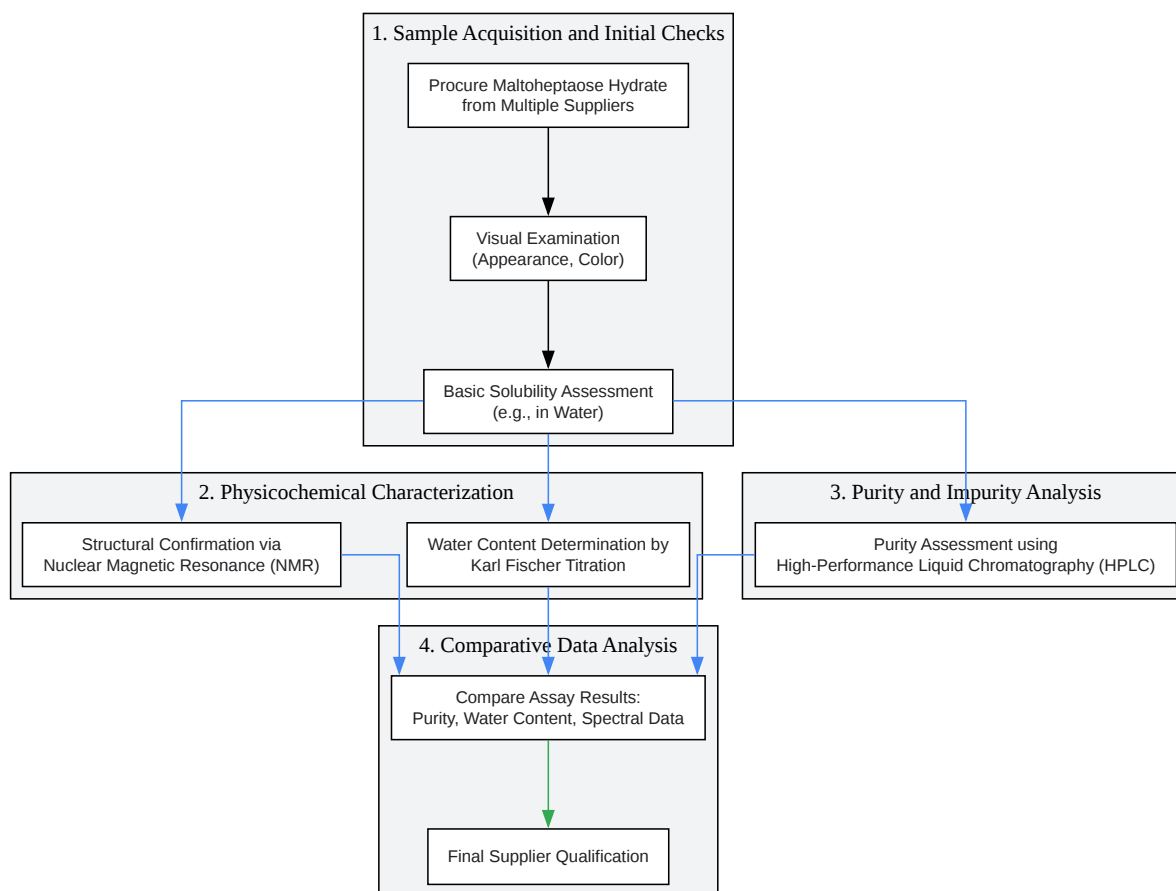 1. Sample Acquisition and Initial Checks
Procure Maltoheptaose Hydrate
from Multiple Suppliers
Visual Examination
(Appearance, Color)
Basic Solubility Assessment
(e.g., in Water)
2. Physicochemical Characterization
Structural Confirmation via
Nuclear Magnetic Resonance (NMR)
Water Content Determination by
Karl Fischer Titration
3. Purity and Impurity Analysis
Purity Assessment using
High-Performance Liquid Chromatography (HPLC)
4. Comparative Data Analysis
Compare Assay Results:
Purity, Water Content, Spectral Data
Final Supplier Qualification